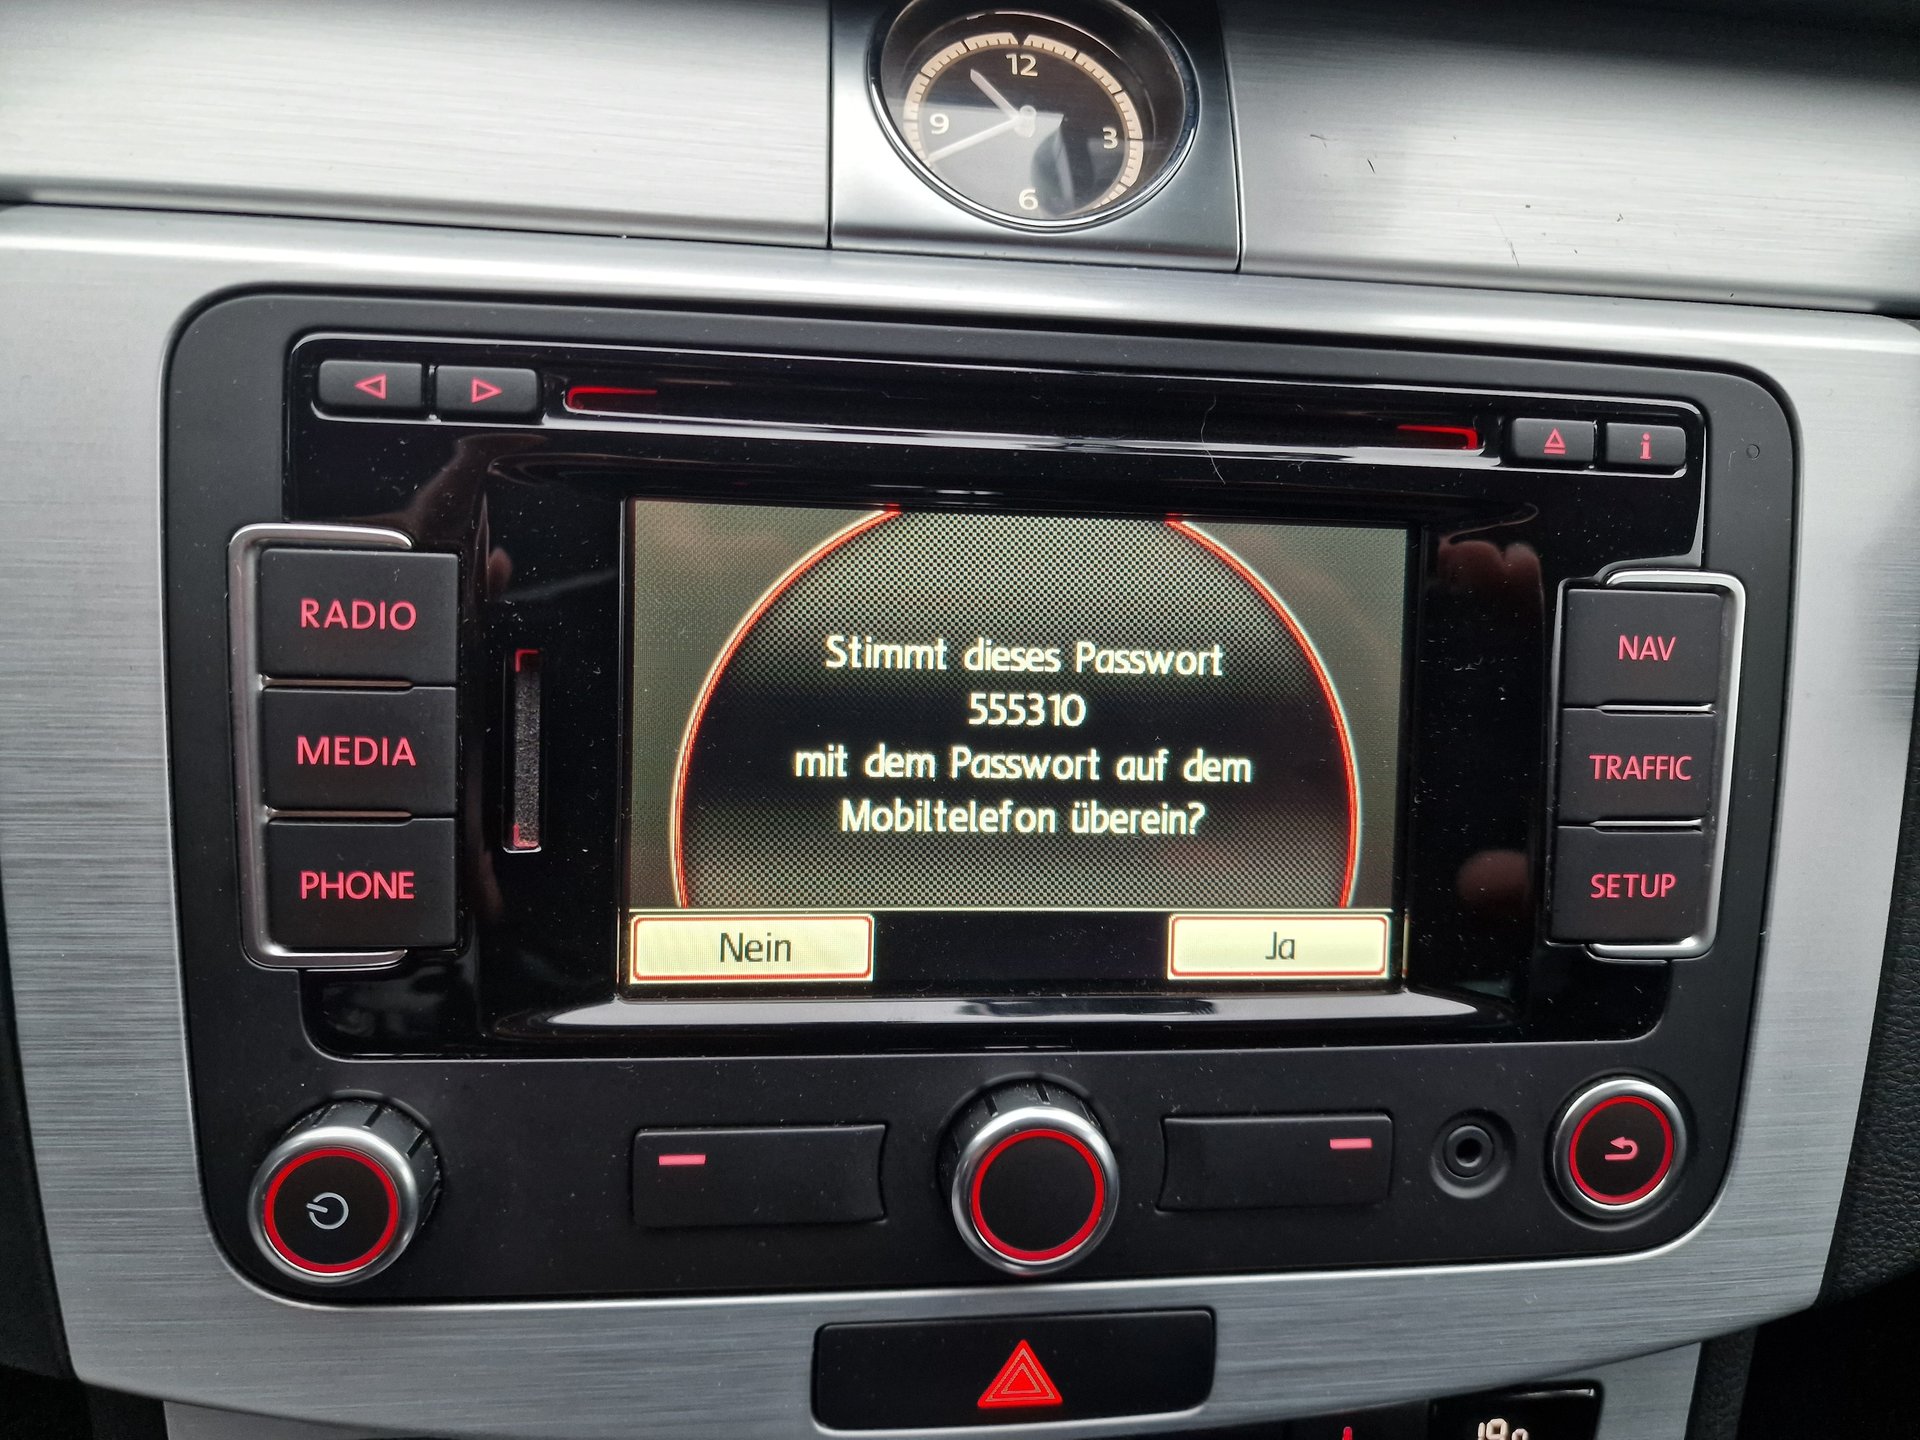 12
9
3
6
i
RADIO
MEDIA
PHONE
NAV
TRAFFIC
SETUP
Stimmt dieses Passwort
555310
mit dem Passwort auf dem
Mobiltelefon überein?
Nein
Ja